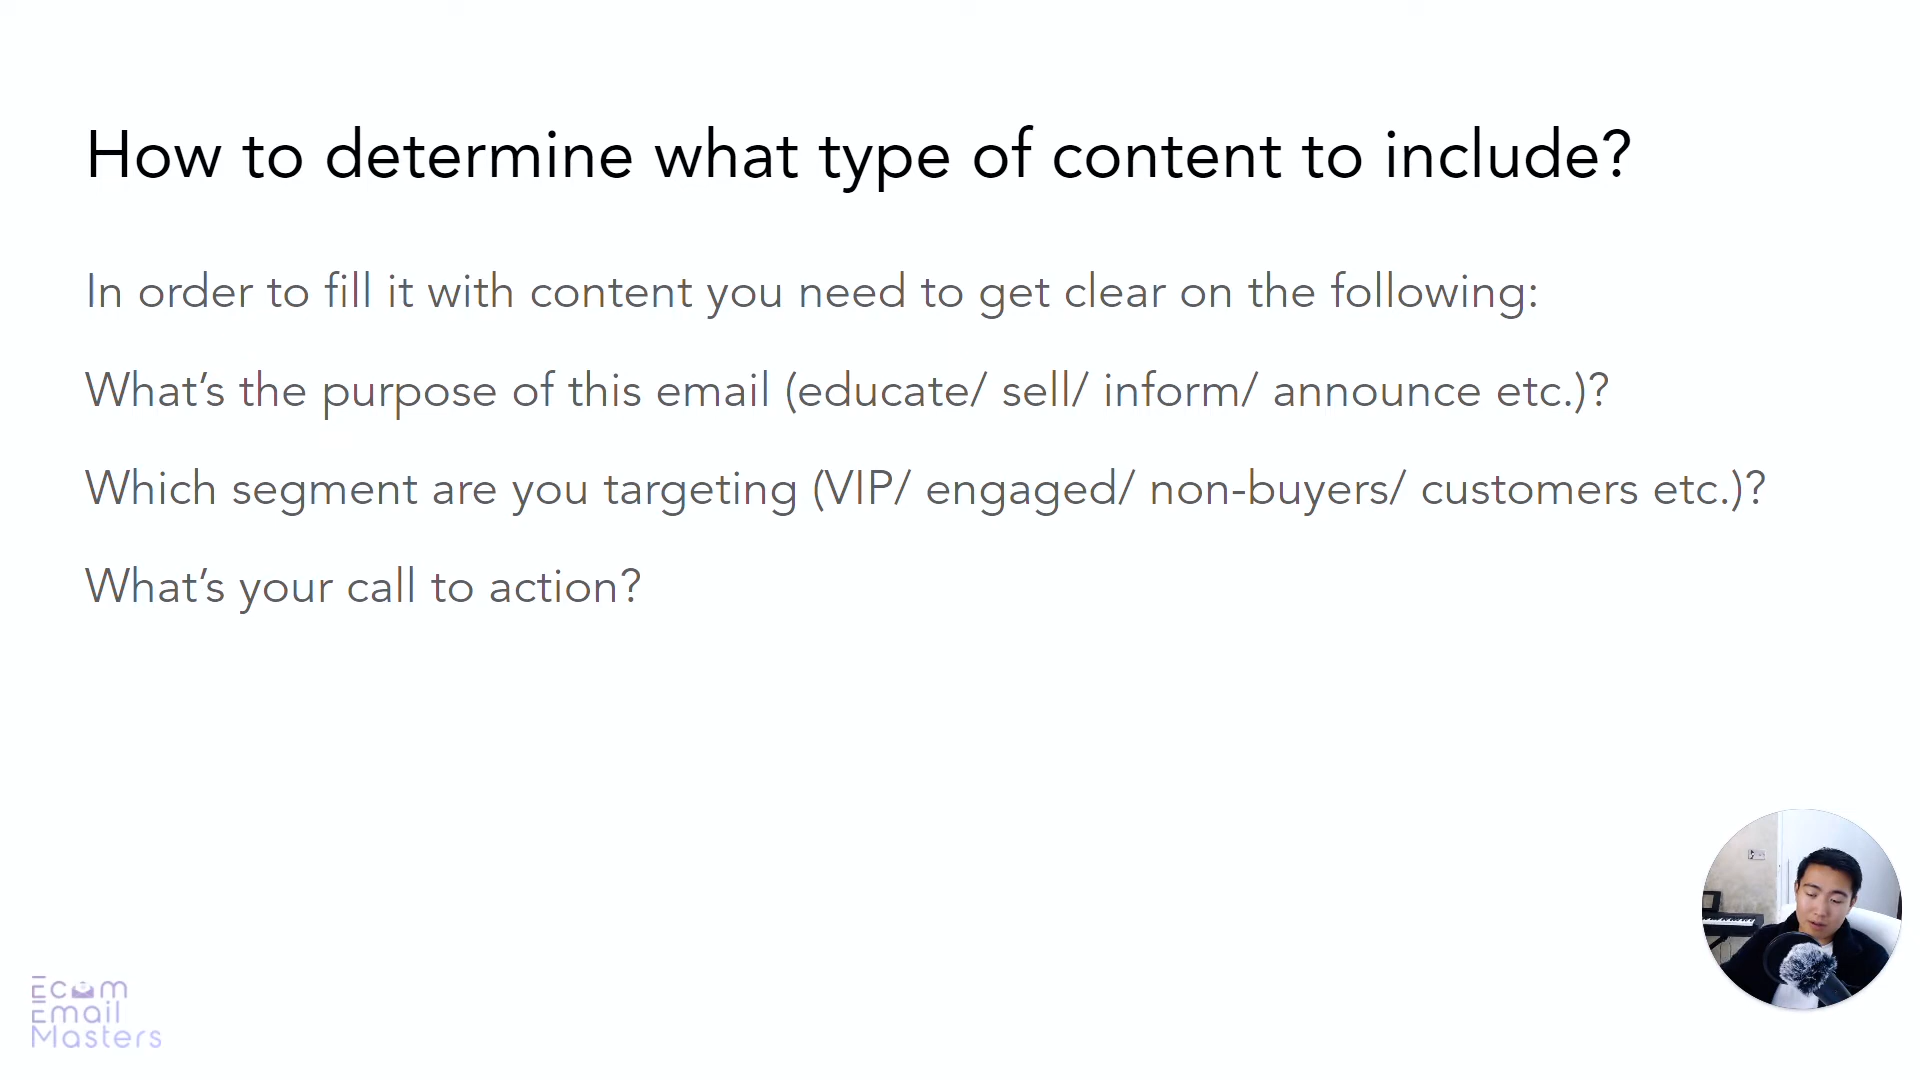 How to determine what type of content to include?
In order to fill it with content you need to get clear on the following:
What’s the purpose of this email (educate/ sell/ inform/ announce etc.)?
Which segment are you targeting (VIP/ engaged/ non-buyers/ customers etc.)?
What’s your call to action?
Ecom
Email
Masters